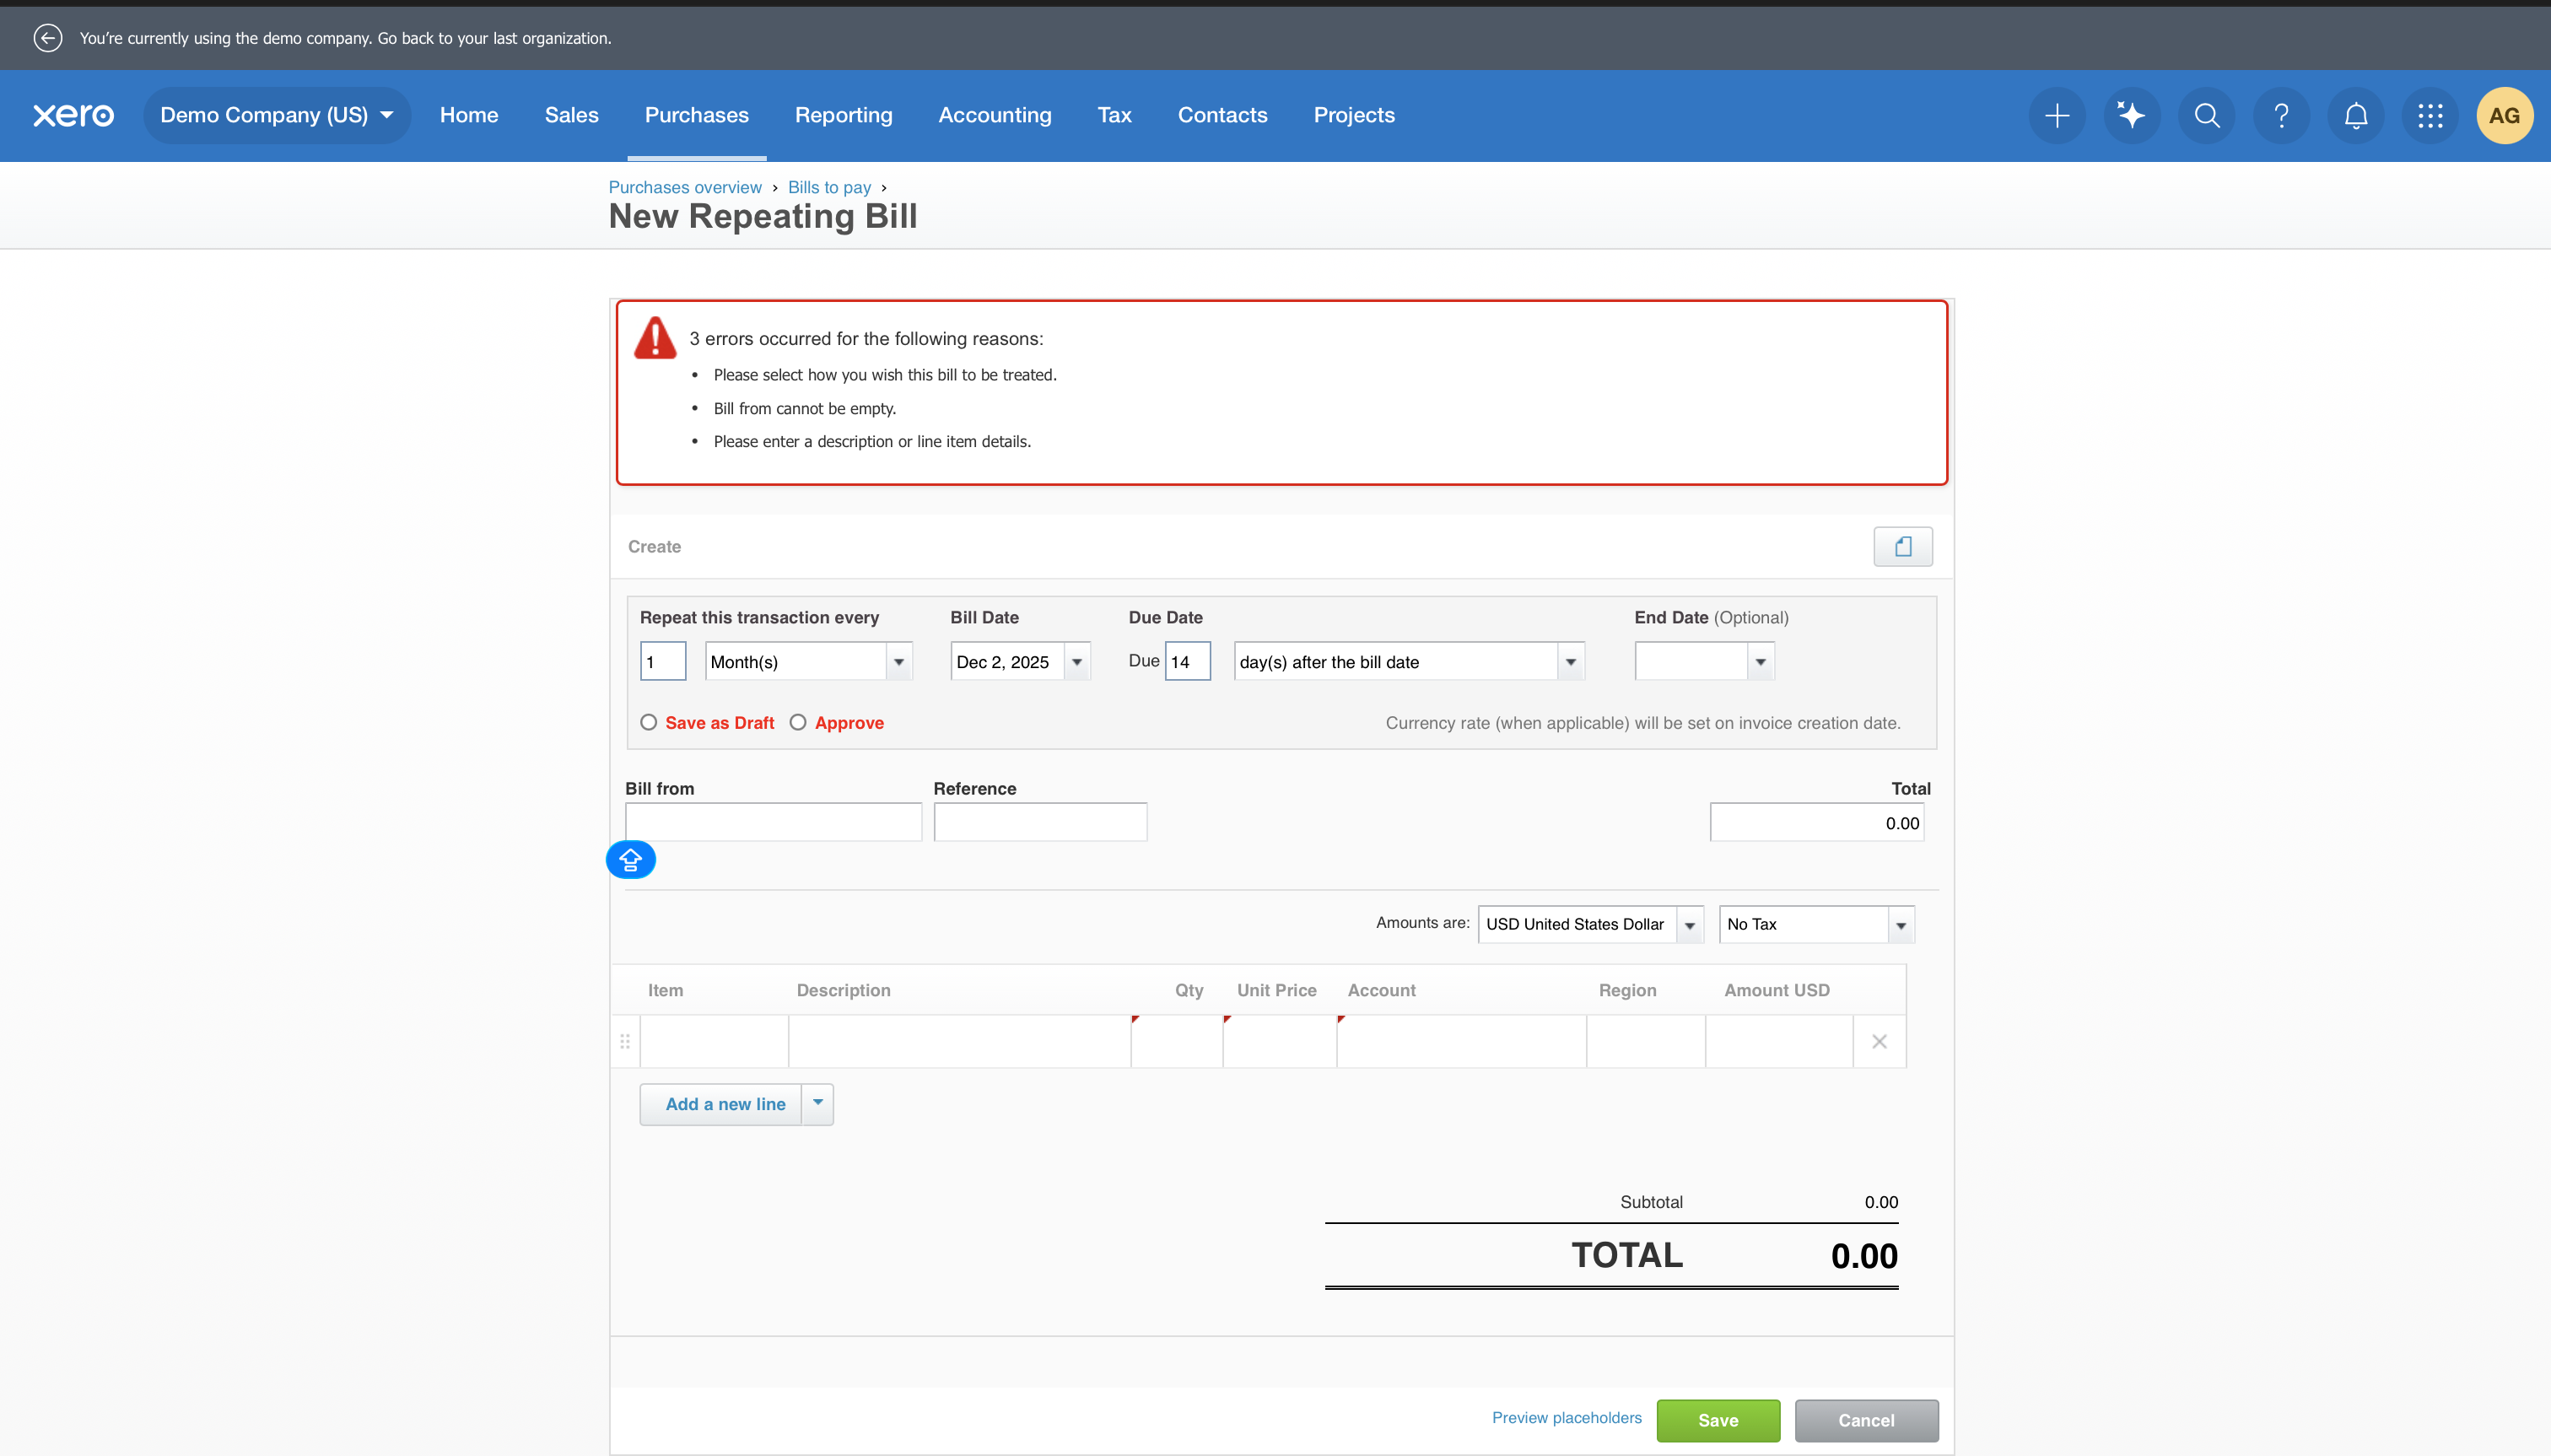 You're currently using the demo company. Go back to your last organization.
xero Demo Company (US) Home Sales Purchases Reporting Accounting Tax Contacts Projects AG
Purchases overview › Bills to pay ›
New Repeating Bill
3 errors occurred for the following reasons:
• Please select how you wish this bill to be treated.
• Bill from cannot be empty.
• Please enter a description or line item details.
Create
Repeat this transaction every Bill Date Due Date End Date (Optional)
1 Month(s) Dec 2, 2025 Due 14 day(s) after the bill date
Save as Draft Approve Currency rate (when applicable) will be set on invoice creation date.
Bill from Reference Total
0.00
Amounts are: USD United States Dollar No Tax
Item Description Qty Unit Price Account Region Amount USD
Add a new line
Subtotal 0.00
TOTAL 0.00
Preview placeholders Save Cancel